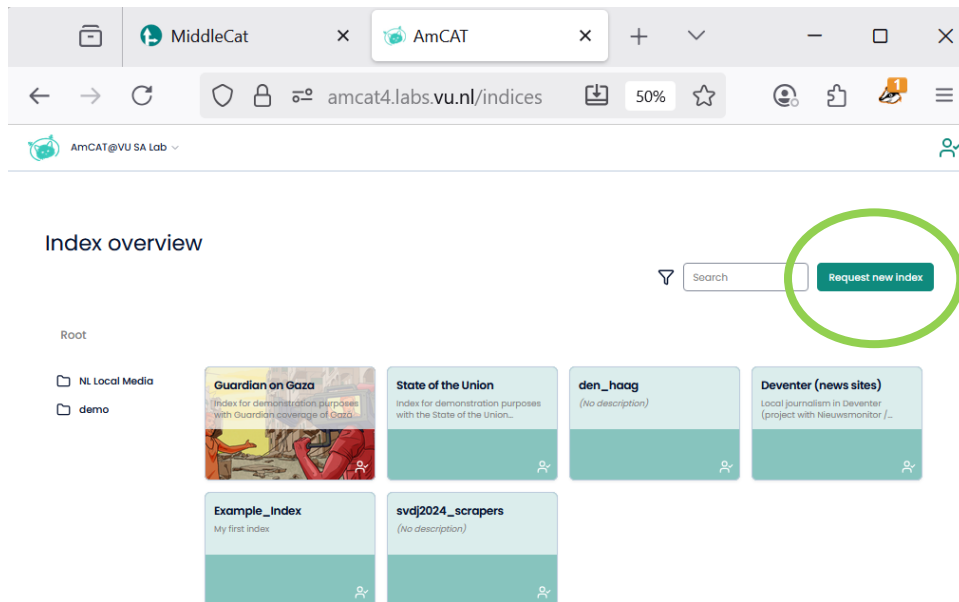 MiddleCat
AmCAT
amcat4.labs.vu.nl/indices
50%
1
AmCAT@VU SA Lab
Index overview
Search
Request new index
Root
NL Local Media
demo
Guardian on Gaza
Index for demonstration purposes
with Guardian coverage of Gaza...
State of the Union
Index for demonstration purposes
with the State of the Union...
den_haag
(No description)
Deventer (news sites)
Local journalism in Deventer
(project with Nieuwsmonitor /...
Example_Index
My first index
svdj2024_scrapers
(No description)